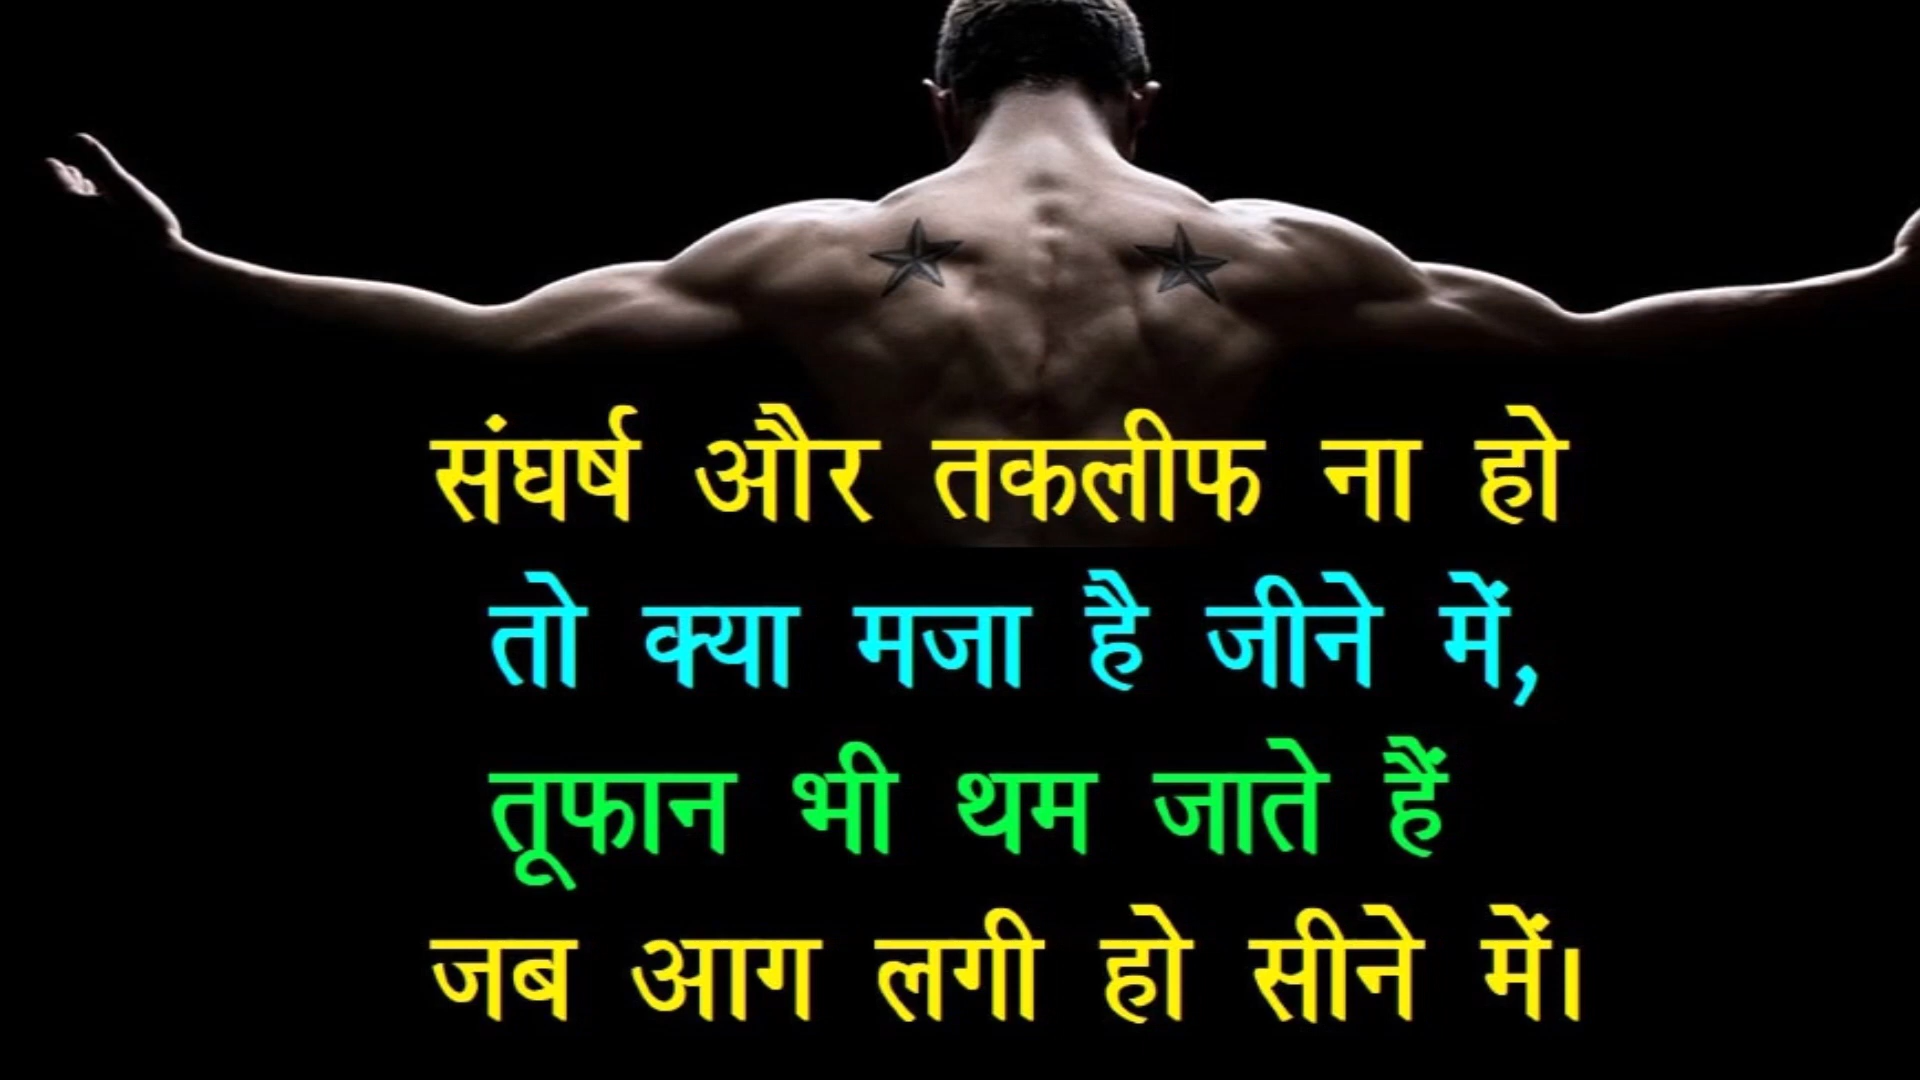 संघर्ष और तकलीफ ना हो
तो क्या मजा है जीने में,
तूफान भी थम जाते हैं
जब आग लगी हो सीने में।